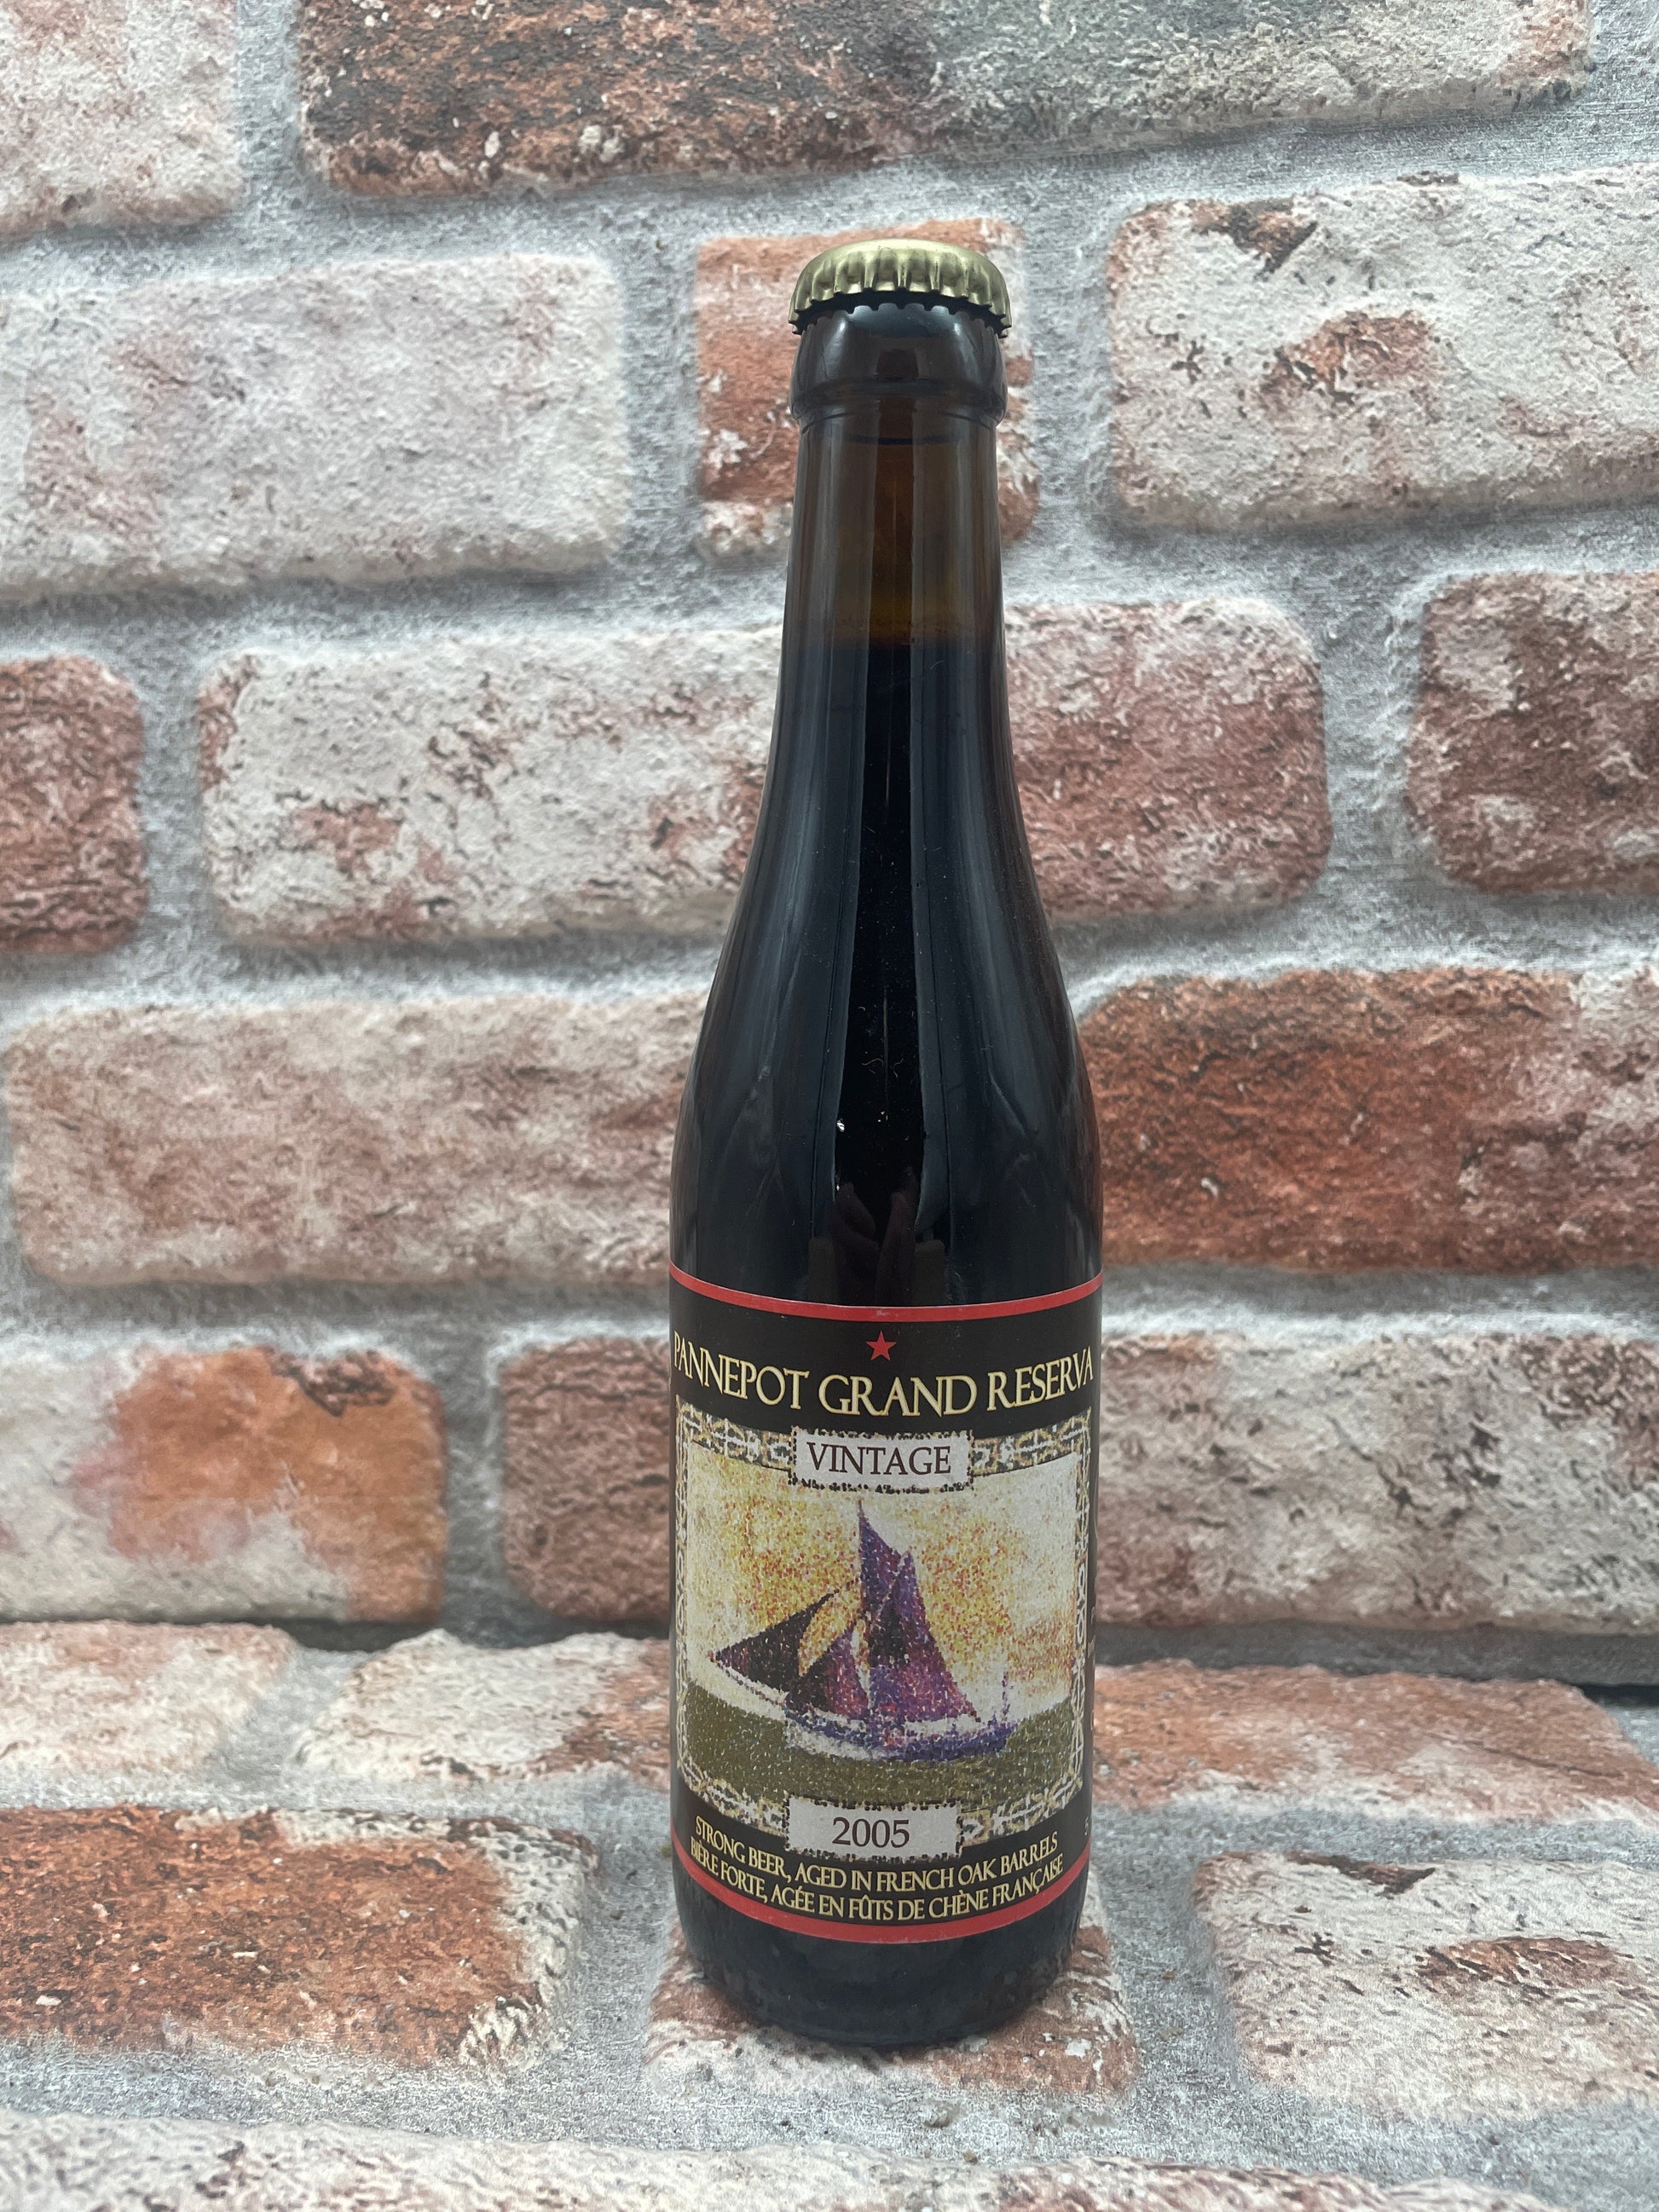 PANNEPOT GRAND RESERVA
VINTAGE
2005
STRONG BEER, AGED IN FRENCH OAK BARRELS
BIÈRE FORTE, AGÉE EN FÛTS DE CHÈNE FRANÇAISE